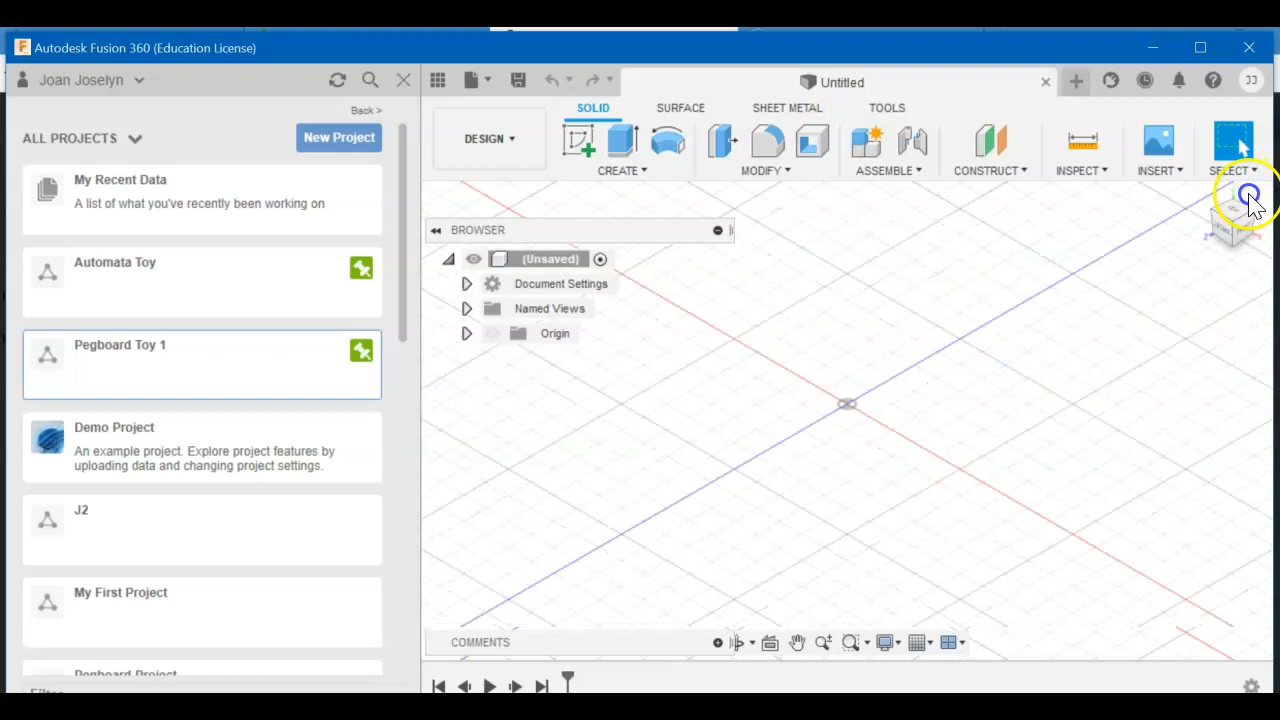 Autodesk Fusion 360 (Education License)
Joan Joselyn
Untitled
JJ
Back >
ALL PROJECTS
New Project
SOLID
SURFACE
SHEET METAL
TOOLS
DESIGN
CREATE
MODIFY
ASSEMBLE
CONSTRUCT
INSPECT
INSERT
SELECT
My Recent Data
A list of what you've recently been working on
Automata Toy
Pegboard Toy 1
Demo Project
An example project. Explore project features by
uploading data and changing project settings.
J2
My First Project
Pegboard Project
Filter
BROWSER
(Unsaved)
Document Settings
Named Views
Origin
COMMENTS